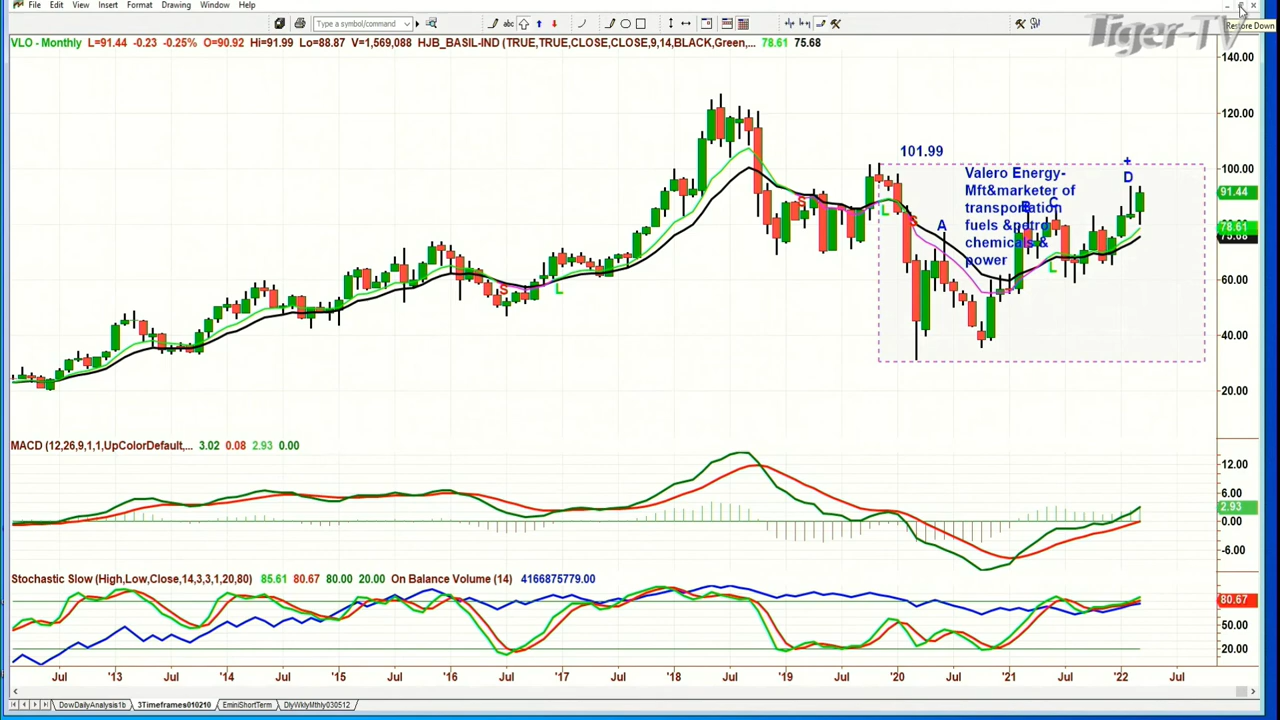 File Edit View Insert Format Drawing Window Help
Type a symbol/command
abc
Restore Down
Tiger-TV
VLO - Monthly L=91.44 -0.23 -0.25% O=90.92 Hi=91.99 Lo=88.87 V=1,569,088 HJB_BASIL-IND (TRUE,TRUE,CLOSE,CLOSE,9,14,BLACK,Green,... 78.61 75.68
140.00
120.00
101.99
+
100.00
Valero Energy-
D
Mft&marketer of
91.44
transportation
S
B
C
L
fuels &petro
S
A
80.00
78.61
75.68
chemicals &
power
L
60.00
S
L
40.00
20.00
MACD (12,26,9,1,1,UpColorDefault,... 3.02 0.08 2.93 0.00
12.00
6.00
2.93
0.00
-6.00
Stochastic Slow (High,Low,Close,14,3,3,1,20,80) 85.61 80.67 80.00 20.00 On Balance Volume (14) 4166875779.00
80.67
50.00
20.00
Jul '13 Jul '14 Jul '15 Jul '16 Jul '17 Jul '18 Jul '19 Jul '20 Jul '21 Jul '22 Jul
DowDailyAnalysis1b 3Timeframes010210 EminiShortTerm DlyWklyMthly030512